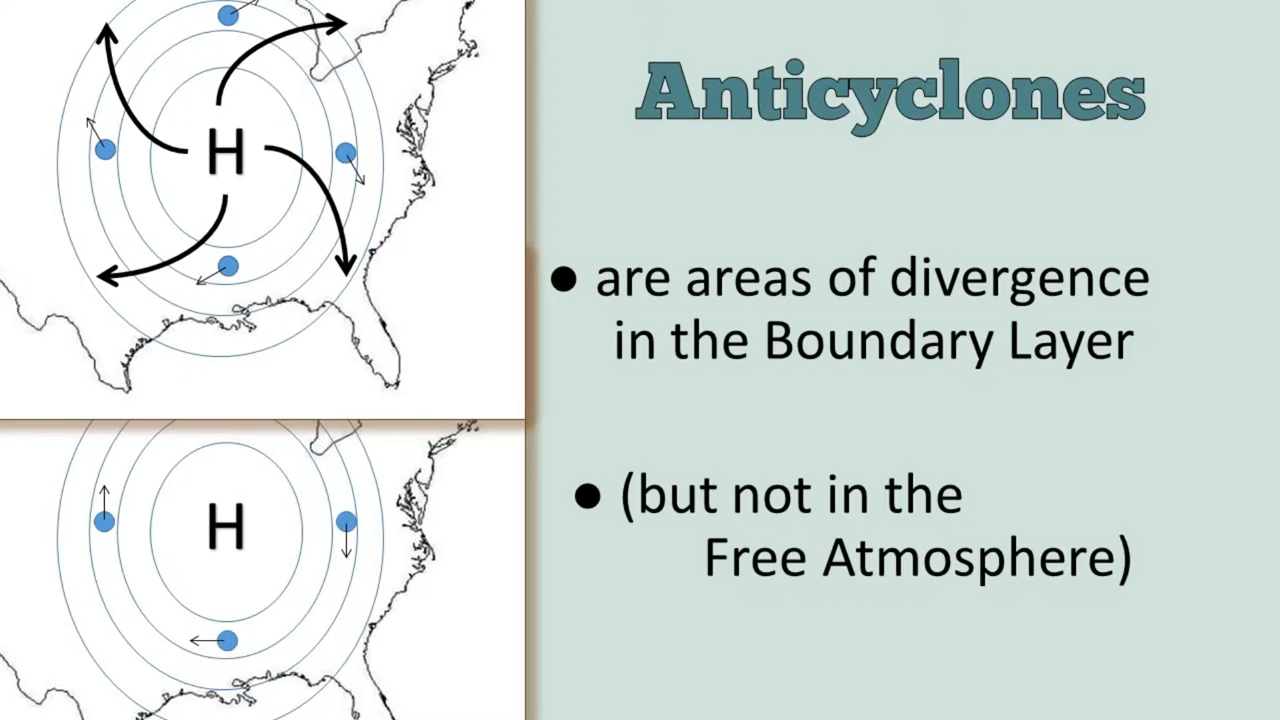 H
H
Anticyclones
● are areas of divergence
in the Boundary Layer
● (but not in the
Free Atmosphere)